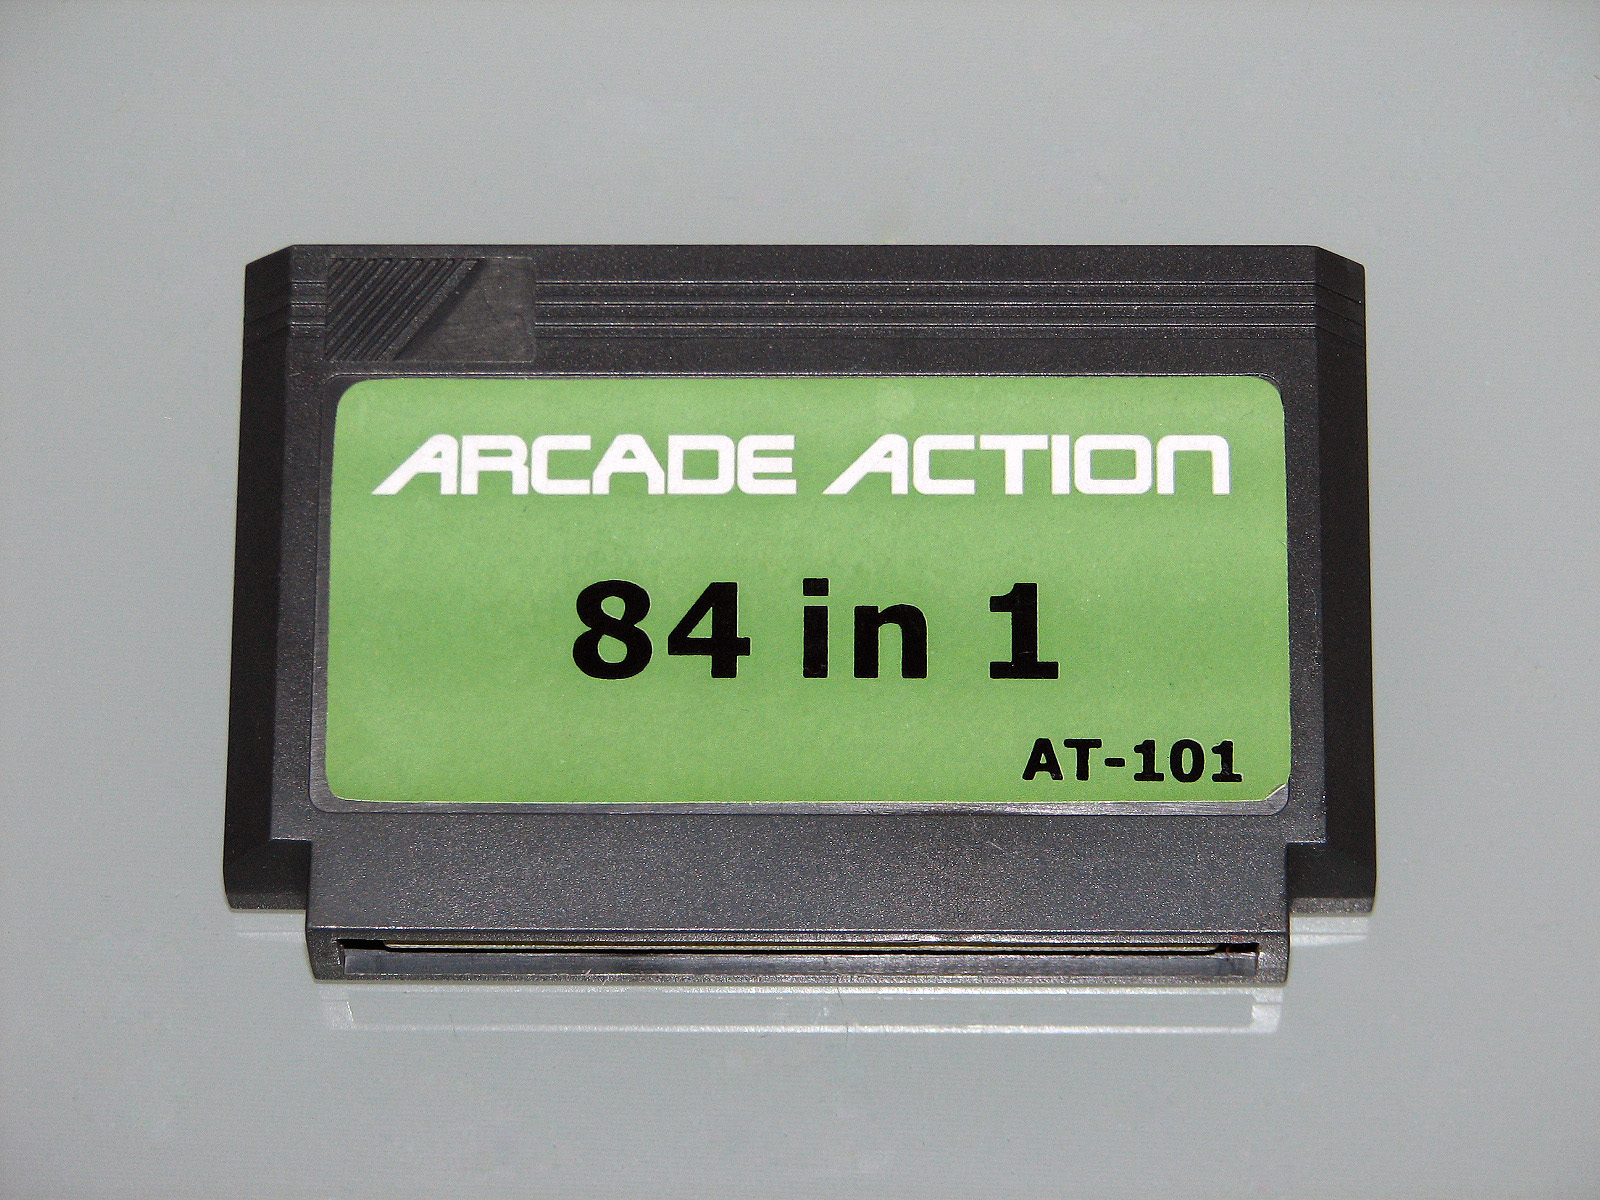 ARCADE ACTION
84 in 1
AT-101